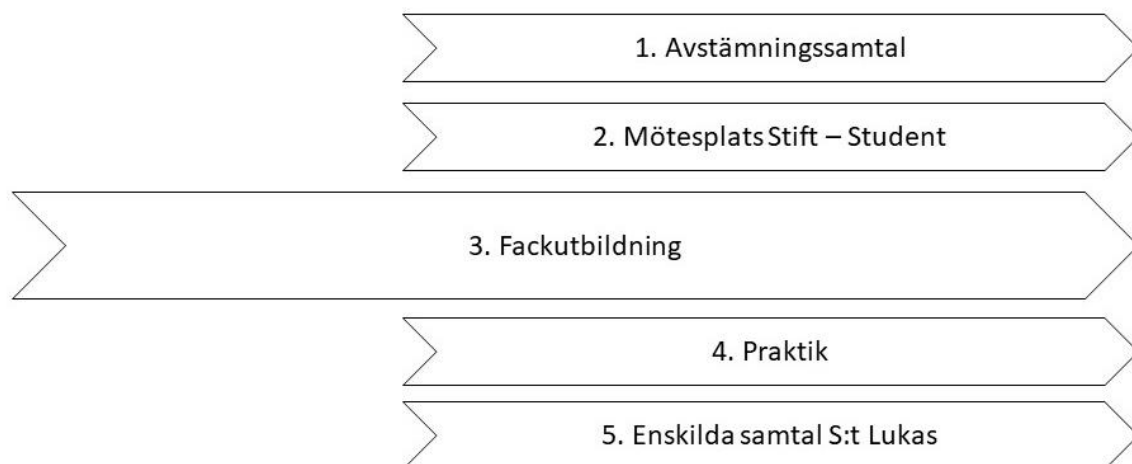 1. Avstämningssamtal
2. Mötesplats Stift – Student
3. Fackutbildning
4. Praktik
5. Enskilda samtal S:t Lukas